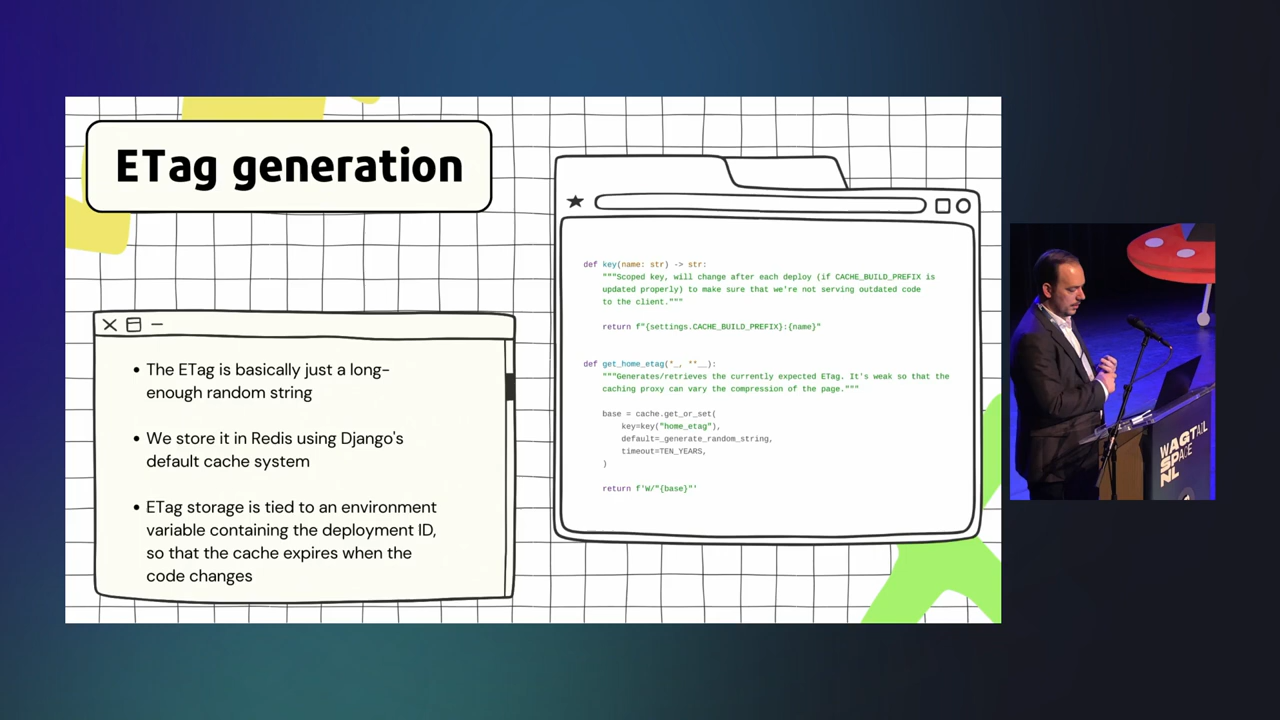 ETag generation
• The ETag is basically just a long-
enough random string
• We store it in Redis using Django's
default cache system
• ETag storage is tied to an environment
variable containing the deployment ID,
so that the cache expires when the
code changes
def key(name: str) -> str:
"""Scoped key, will change after each deploy (if CACHE_BUILD_PREFIX is
updated properly) to make sure that we're not serving outdated code
to the client."""
return f"{settings.CACHE_BUILD_PREFIX}:{name}"
def get_home_etag(*_, **__):
"""Generates/retrieves the currently expected ETag. It's weak so that the
caching proxy can vary the compression of the page."""
base = cache.get_or_set(
key=key("home_etag"),
default=_generate_random_string,
timeout=TEN_YEARS,
)
return f'W/"{base}"'
WAGTAIL
SPACE
NL